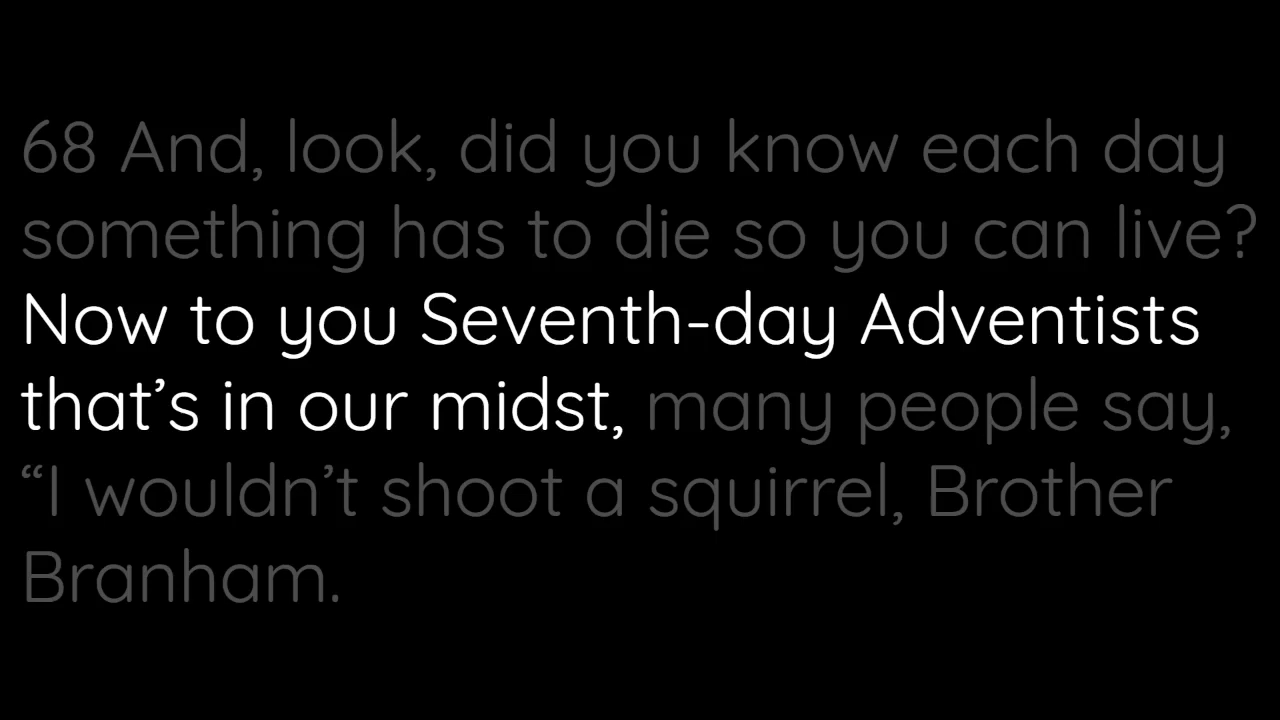 68 And, look, did you know each day
something has to die so you can live?
Now to you Seventh-day Adventists
that’s in our midst, many people say,
“I wouldn’t shoot a squirrel, Brother
Branham.